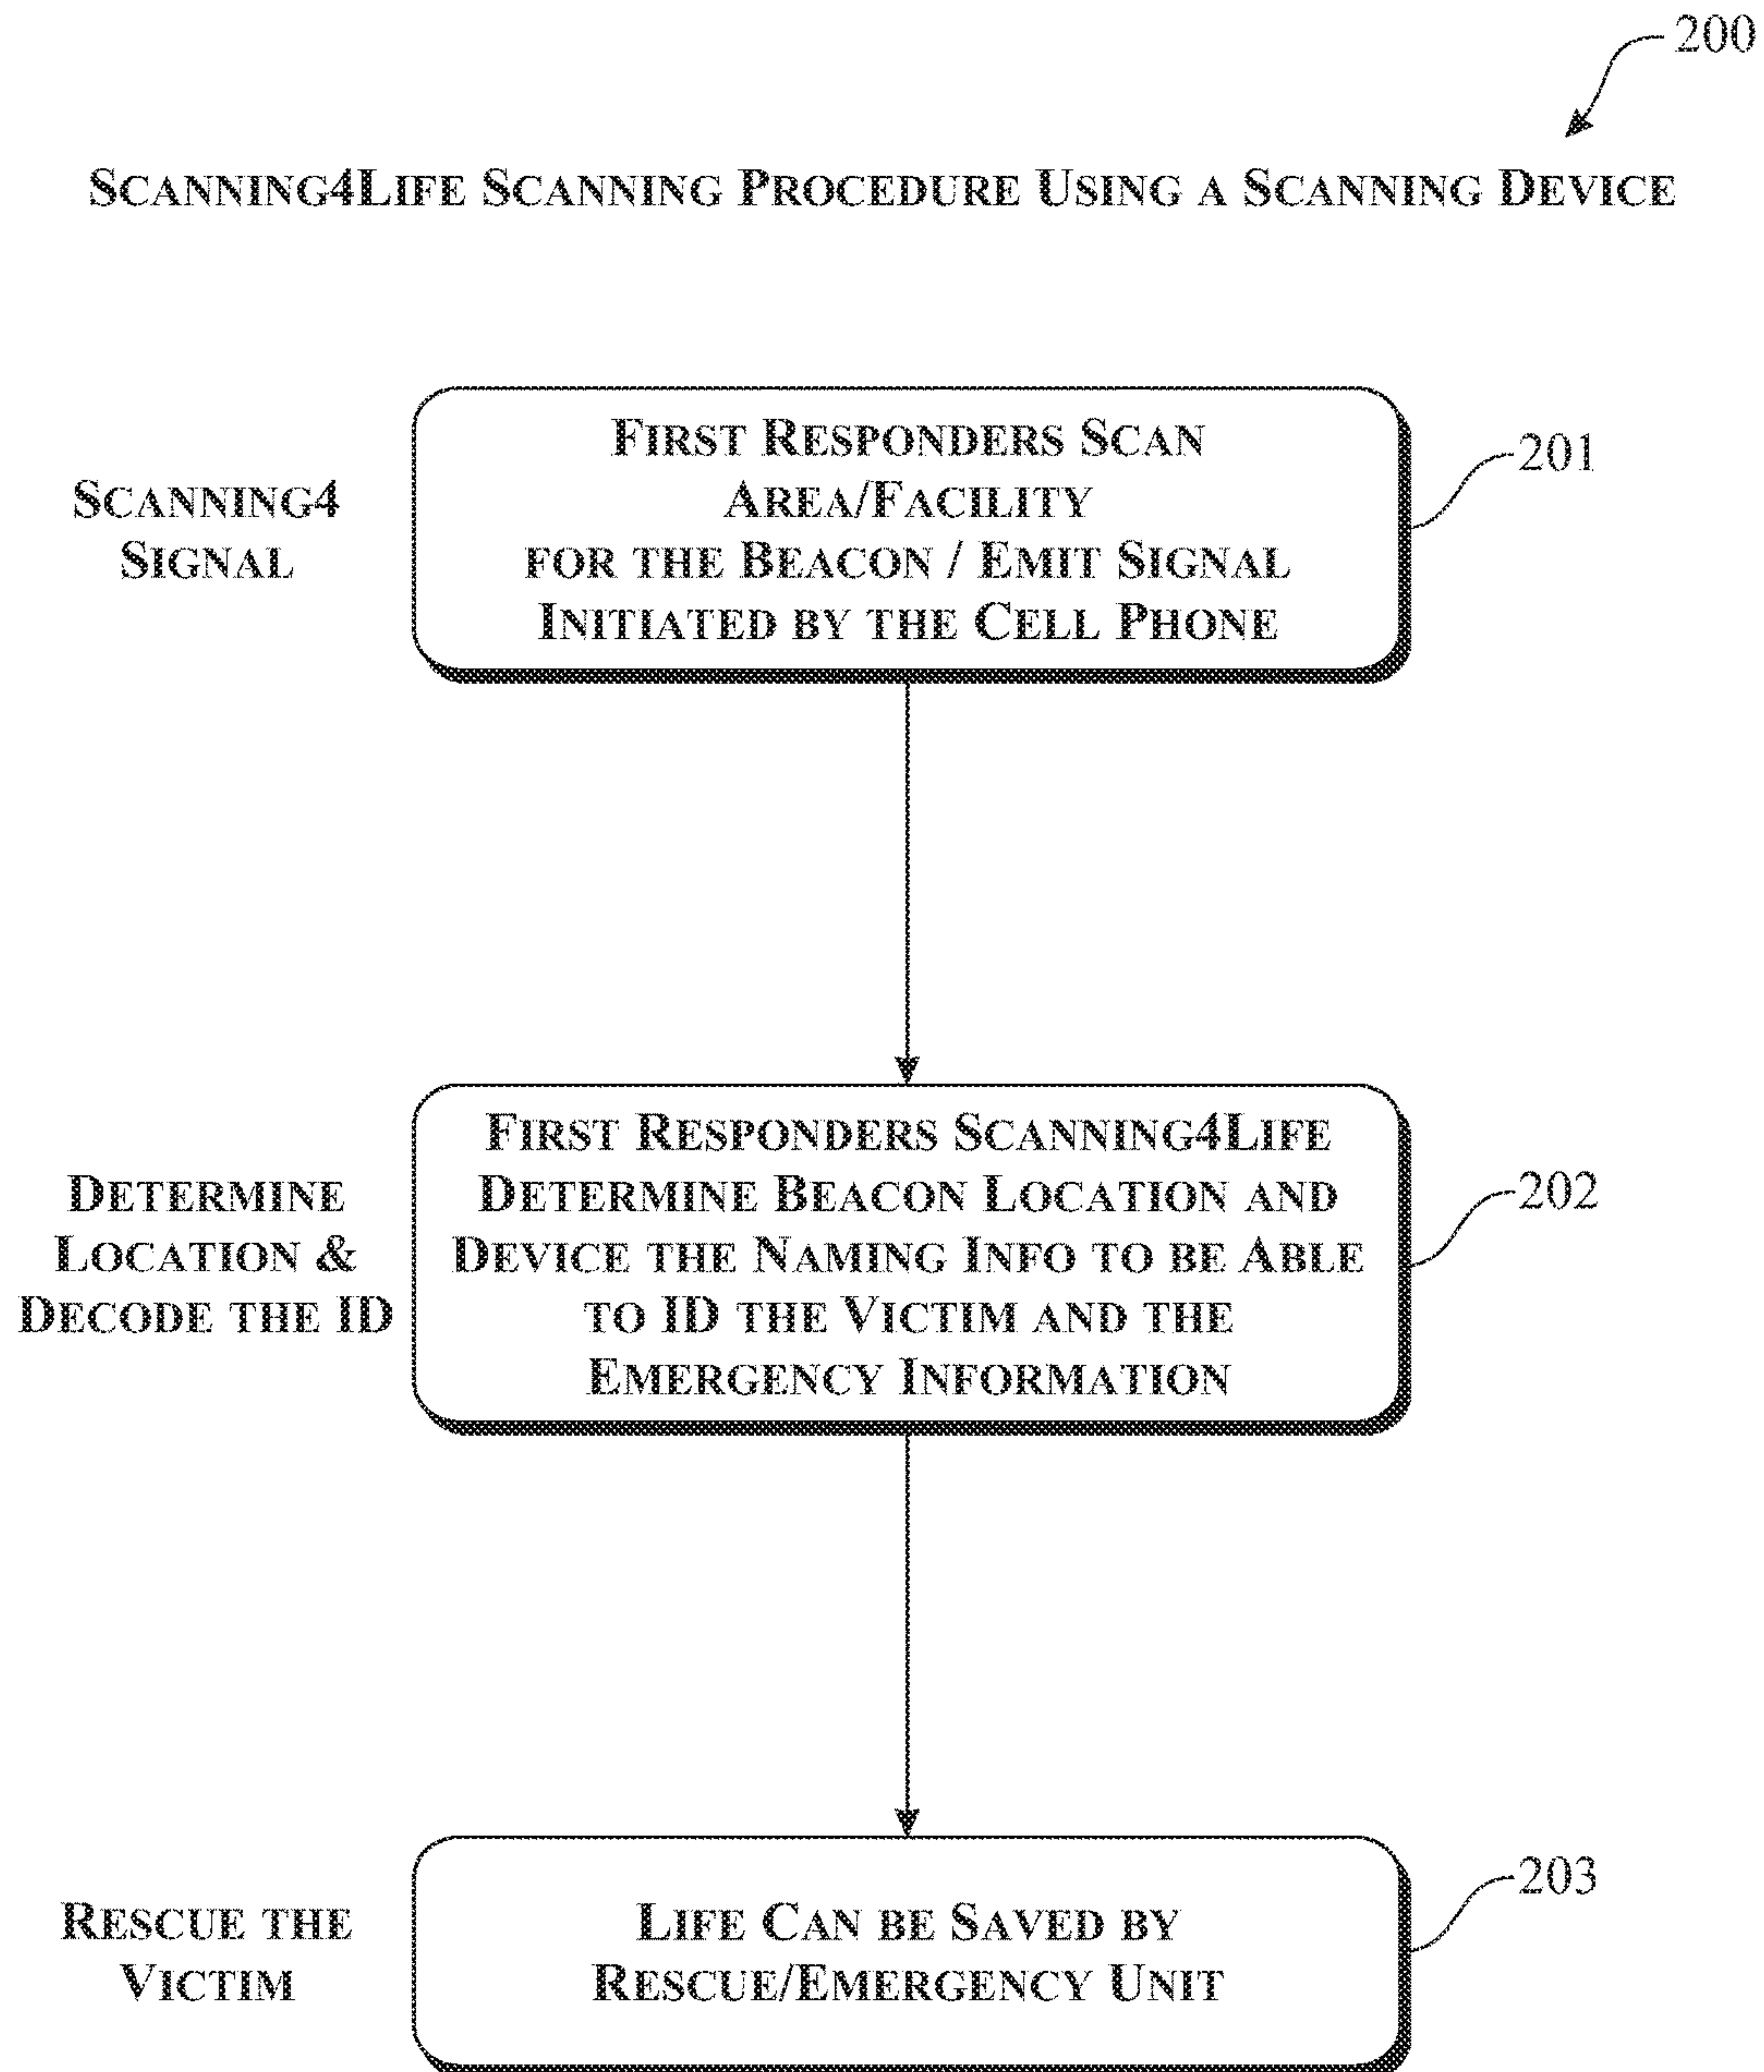 200
SCANNING4LIFE SCANNING PROCEDURE USING A SCANNING DEVICE
SCANNING4
SIGNAL
FIRST RESPONDERS SCAN
AREA/FACILITY
FOR THE BEACON / EMIT SIGNAL
INITIATED BY THE CELL PHONE
201
DETERMINE
LOCATION &
DECODE THE ID
FIRST RESPONDERS SCANNING4LIFE
DETERMINE BEACON LOCATION AND
DEVICE THE NAMING INFO TO BE ABLE
TO ID THE VICTIM AND THE
EMERGENCY INFORMATION
202
RESCUE THE
VICTIM
LIFE CAN BE SAVED BY
RESCUE/EMERGENCY UNIT
203